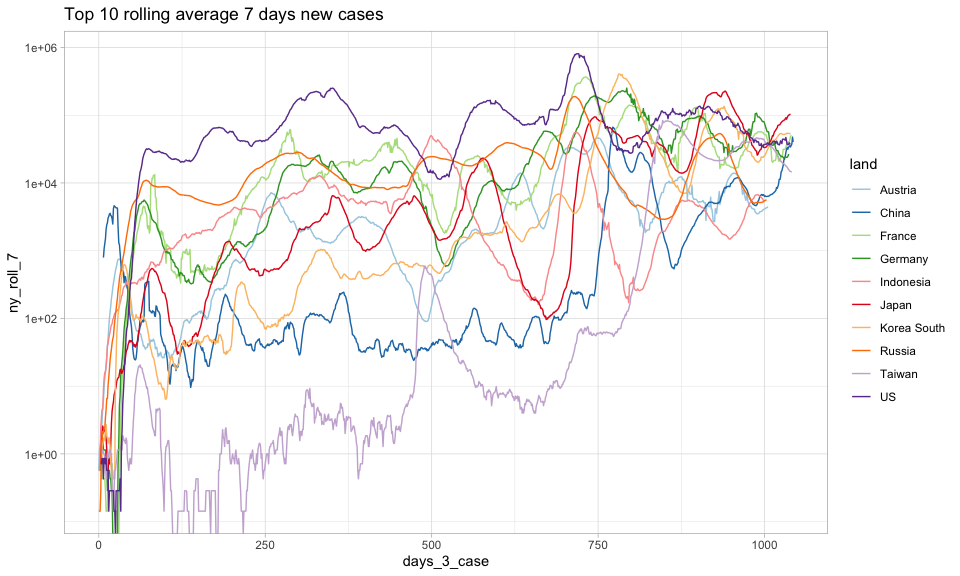 Top 10 rolling average 7 days new cases
ny_roll_7
1e+06
1e+04
1e+02
1e+00
0 250 500 750 1000
days_3_case
land
Austria
China
France
Germany
Indonesia
Japan
Korea South
Russia
Taiwan
US